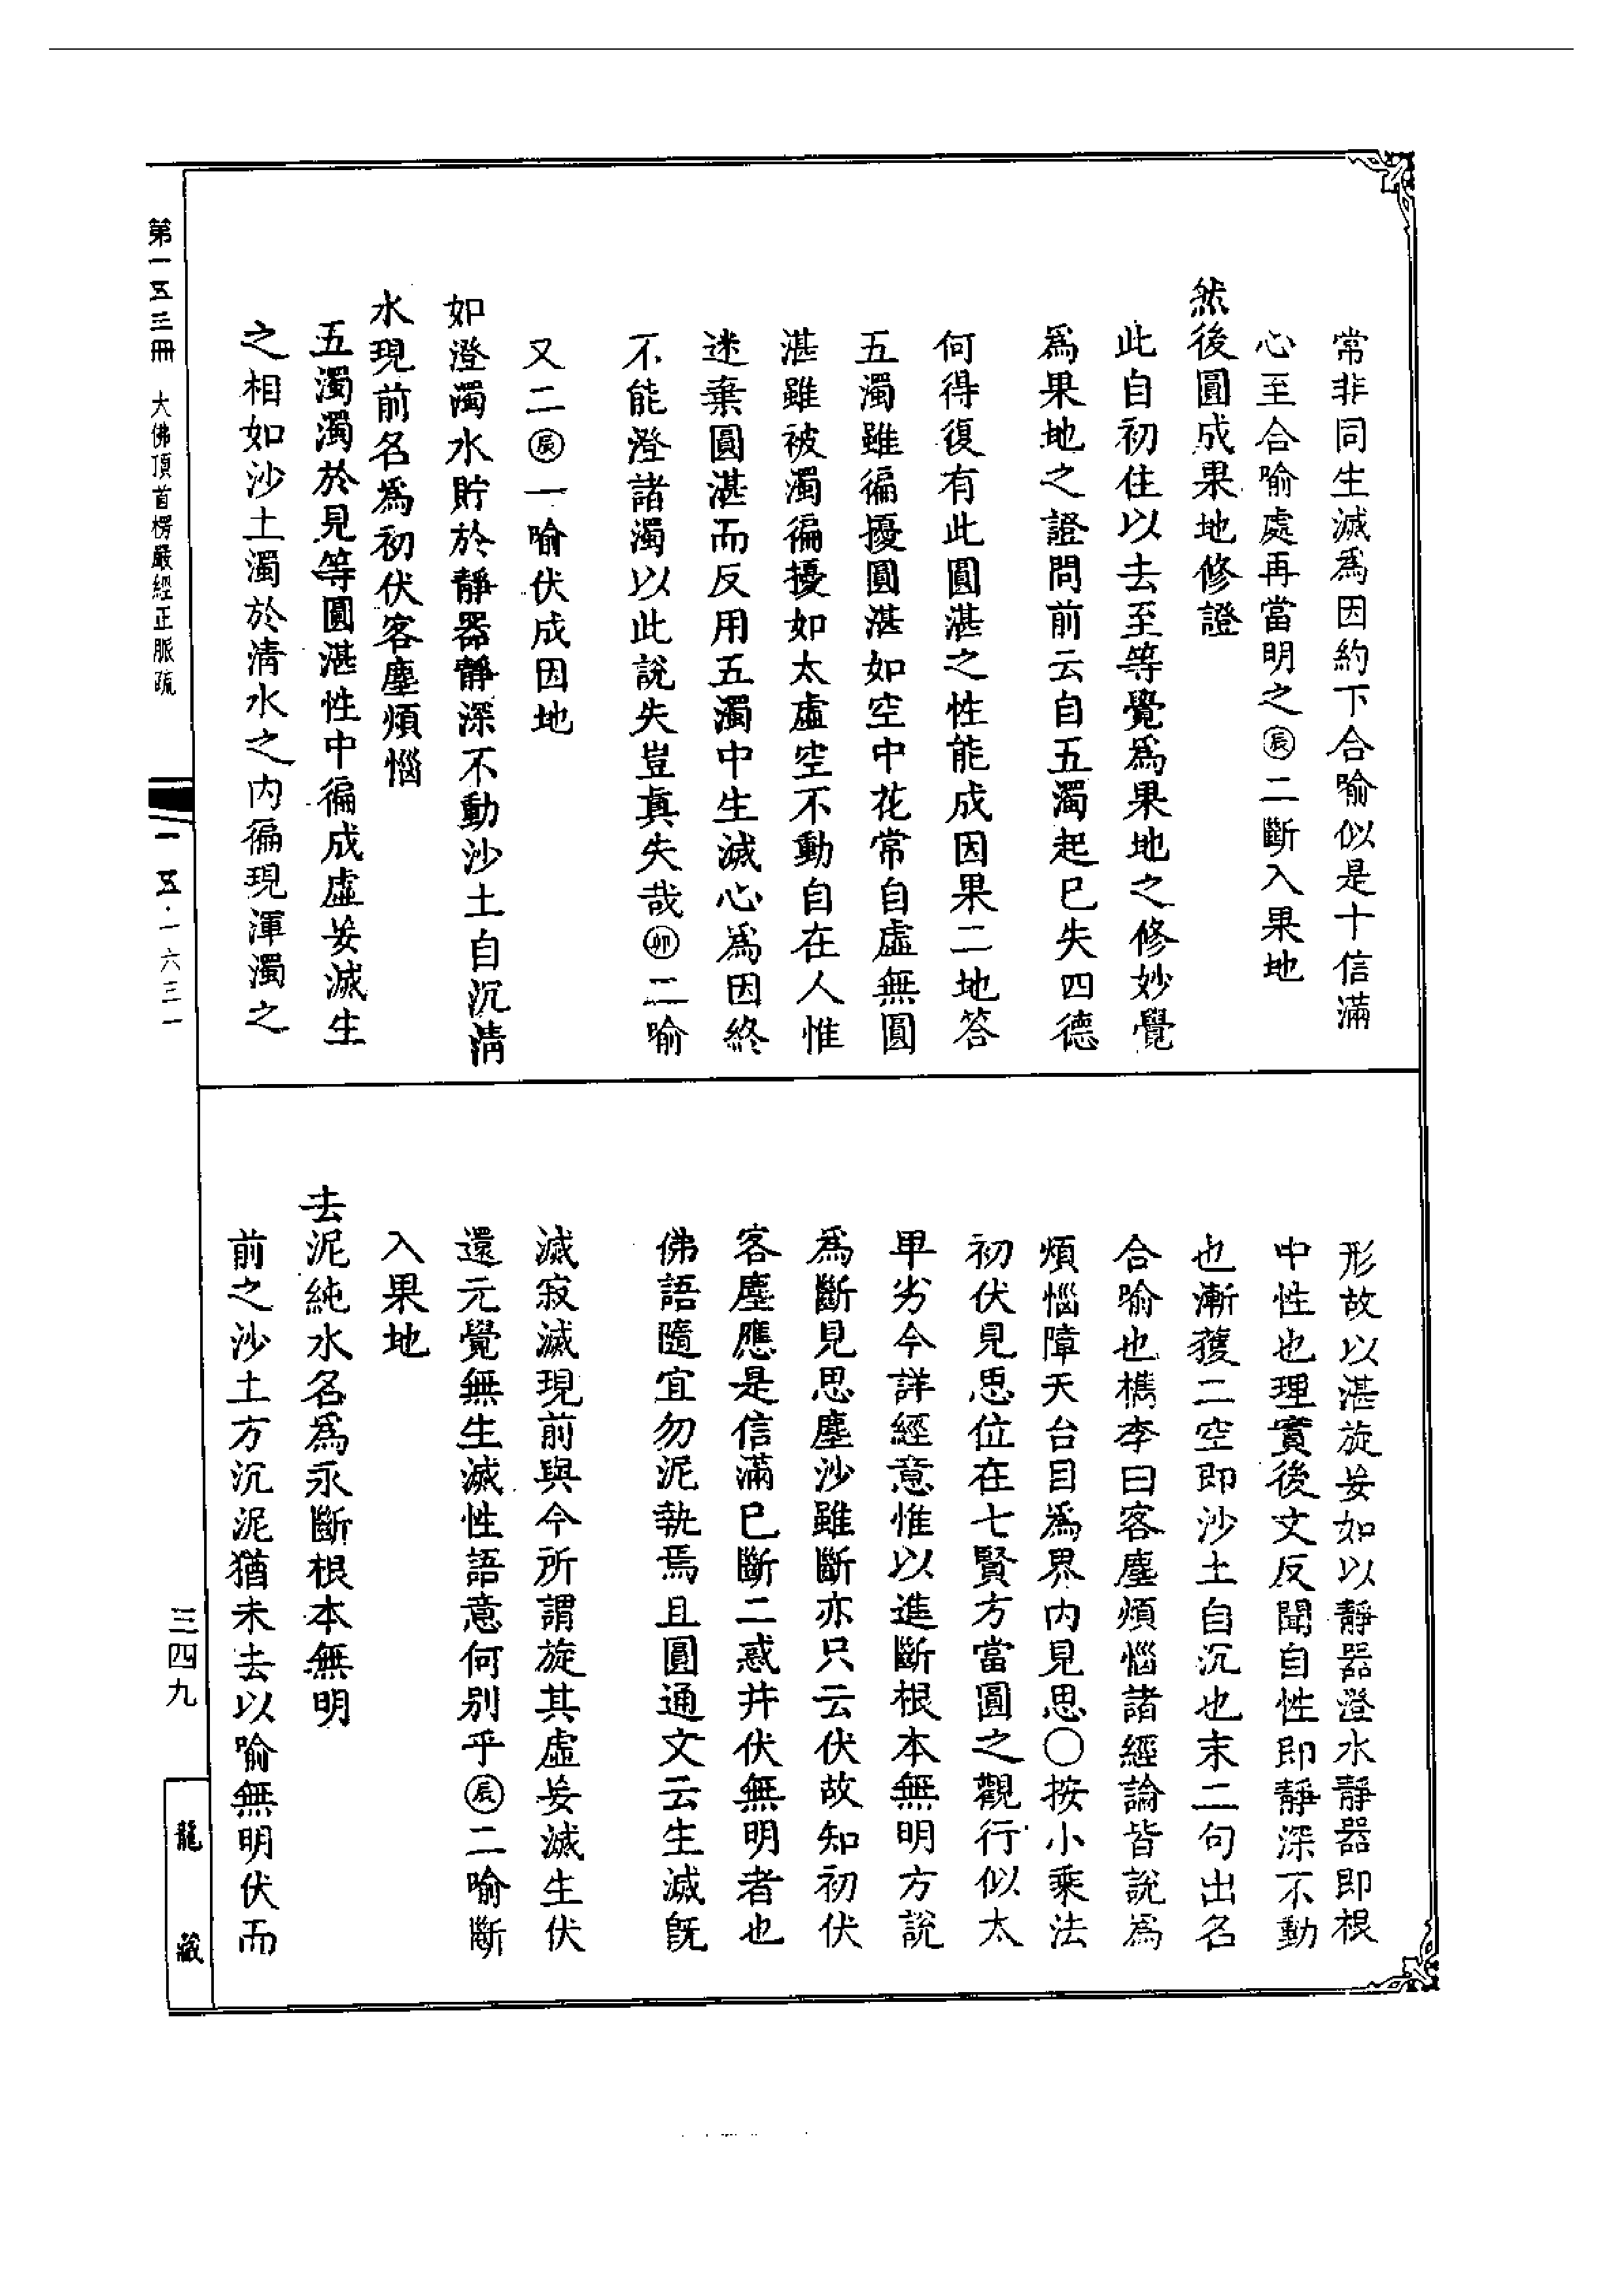 常非同生滅為因約下合喻似是十信滿
心至合喻處再當明之㊀辰二斷入果地
然後圓成果地修證
此自初住以去至等覺為果地之修妙覺
為果地之證問前云自五濁起已失四德
何得復有此圓湛之性能成因果二地答
五濁雖徧擾圓湛如空中花常自虛無圓
湛雖被濁徧擾如太虛空不動自在人惟
迷棄圓湛而反用五濁中生滅心為因終
不能澄諸濁以此說失豈真失哉卯二喻
又二辰一喻伏成因地
如澄濁水貯於靜器靜深不動沙土自沉清
水現前名為初伏客塵煩惱
五濁濁於見等圓湛性中徧成虛妄滅生
之相如沙土濁於清水之內徧現渾濁之
形故以湛旋妄如以靜器澄水靜器即根
中性也理實後文反聞自性即靜深不動
也漸獲二空即沙土自沉也末二句出名
合喻也檇李曰客塵煩惱諸經論皆說為
煩惱障天台目為界內見思〇按小乘法
初伏見思位在七賢方當圓之觀行似太
卑劣今詳經意惟以進斷根本無明方說
為斷見思塵沙雖斷亦只云伏故知初伏
客塵應是信滿已斷二惑并伏無明者也
佛語隨宜勿泥執焉且圓通文云生滅既
滅寂滅現前與今所謂旋其虛妄滅生伏
還元覺無生滅性語意何別乎辰二喻斷
入果地
去泥純水名為永斷根本無明
前之沙土方沉泥猶未去以喻無明伏而
第一五三冊 大佛頂首楞嚴經正脈疏
一五·一六三一
三四九
龍藏